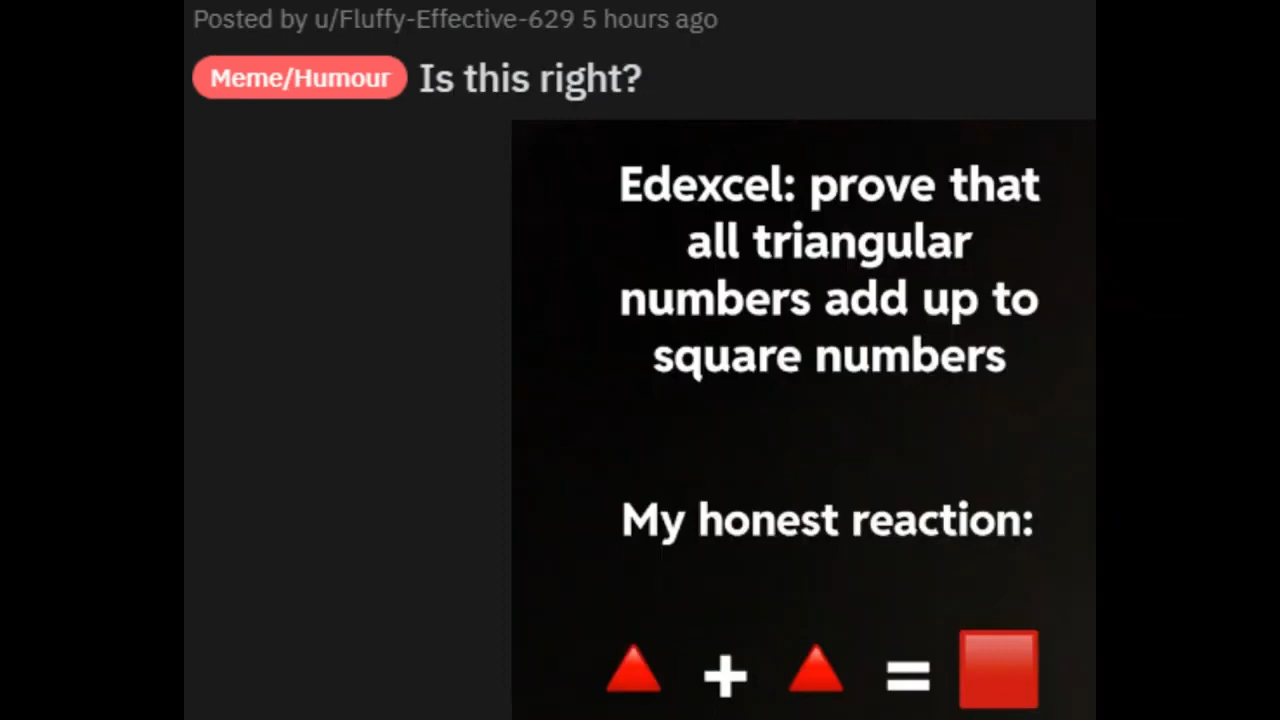 Posted by u/Fluffy-Effective-629 5 hours ago
Meme/Humour Is this right?
Edexcel: prove that
all triangular
numbers add up to
square numbers
My honest reaction:
🔺 + 🔺 = 🟥